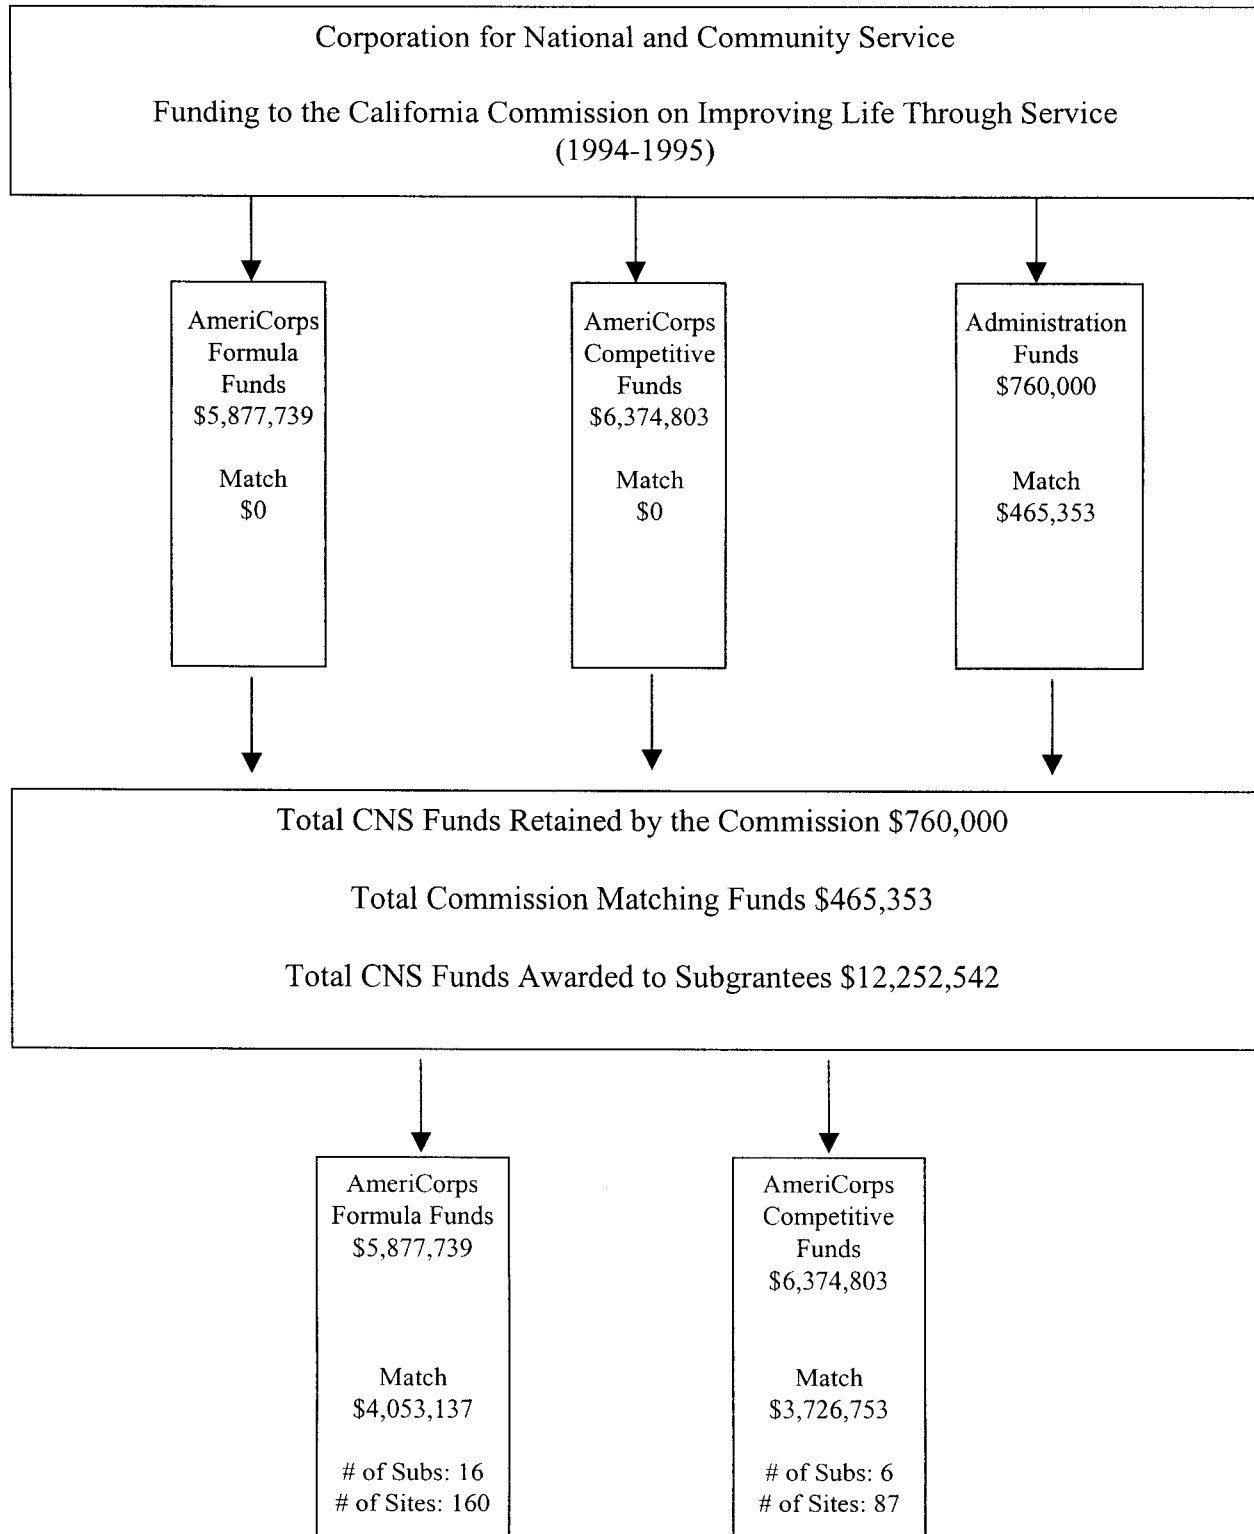 Corporation for National and Community Service
Funding to the California Commission on Improving Life Through Service
(1994-1995)
AmeriCorps
Formula
Funds
$5,877,739
Match
$0
AmeriCorps
Competitive
Funds
$6,374,803
Match
$0
Administration
Funds
$760,000
Match
$465,353
Total CNS Funds Retained by the Commission $760,000
Total Commission Matching Funds $465,353
Total CNS Funds Awarded to Subgrantees $12,252,542
AmeriCorps
Formula Funds
$5,877,739
Match
$4,053,137
# of Subs: 16
# of Sites: 160
AmeriCorps
Competitive
Funds
$6,374,803
Match
$3,726,753
# of Subs: 6
# of Sites: 87